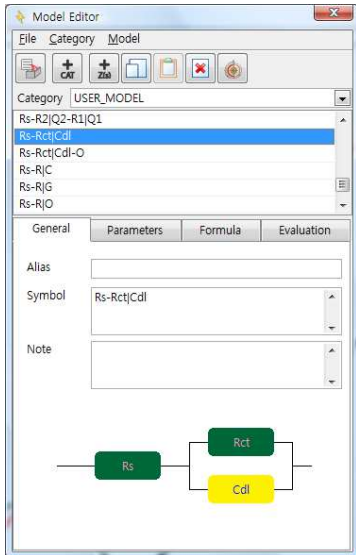 Model Editor
File Category Model
+ CAT + Z(s)
Category USER_MODEL
Rs-R2|Q2-R1|Q1
Rs-Rct|Cdl
Rs-Rct|Cdl-O
Rs-R|C
Rs-R|G
Rs-R|O
General Parameters Formula Evaluation
Alias
Symbol Rs-Rct|Cdl
Note
Rct
Rs
Cdl